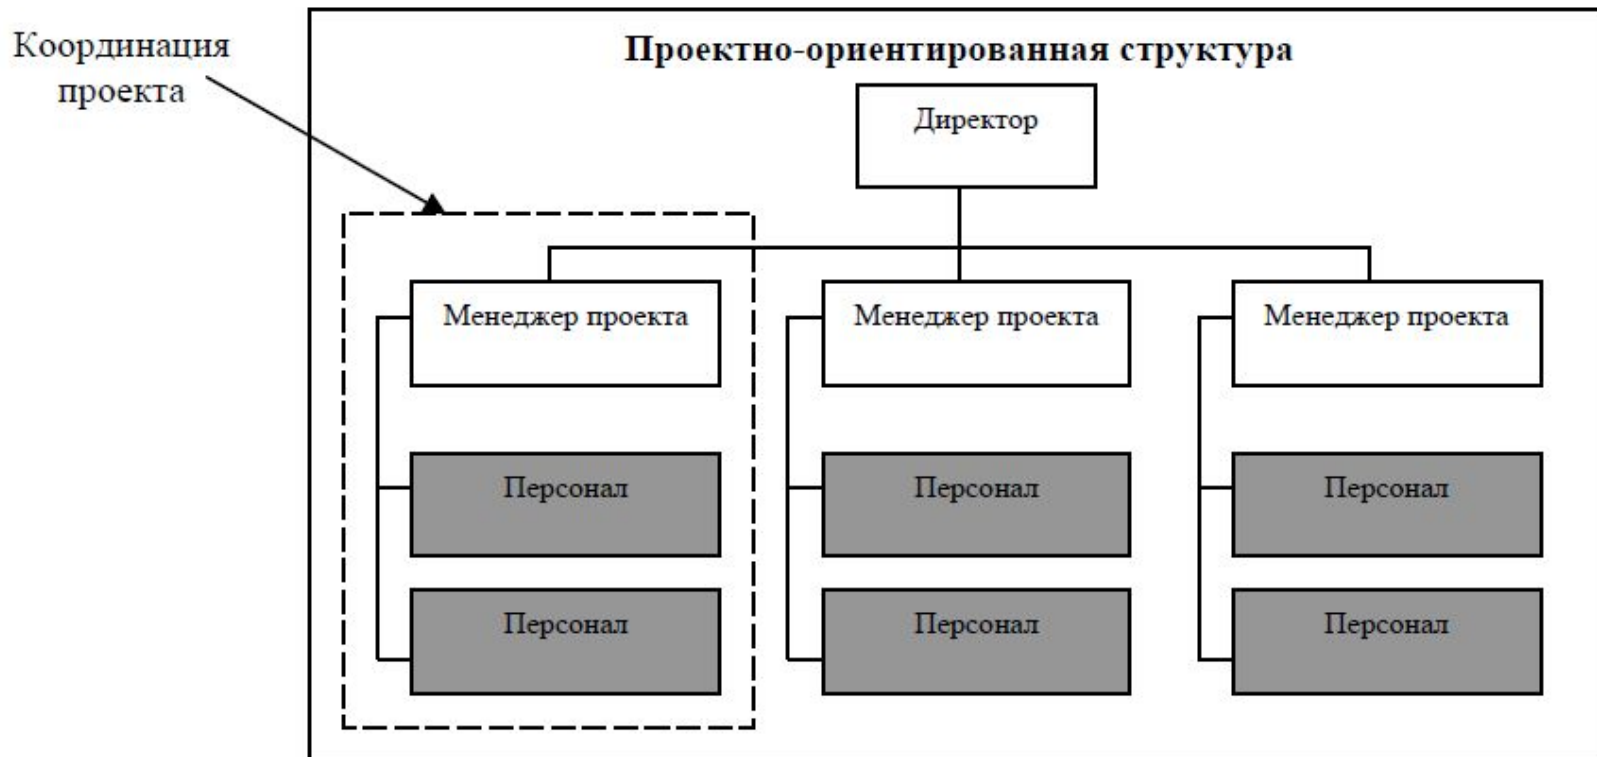 Координация
проекта
Проектно-ориентированная структура
Директор
Менеджер проекта
Менеджер проекта
Менеджер проекта
Персонал
Персонал
Персонал
Персонал
Персонал
Персонал